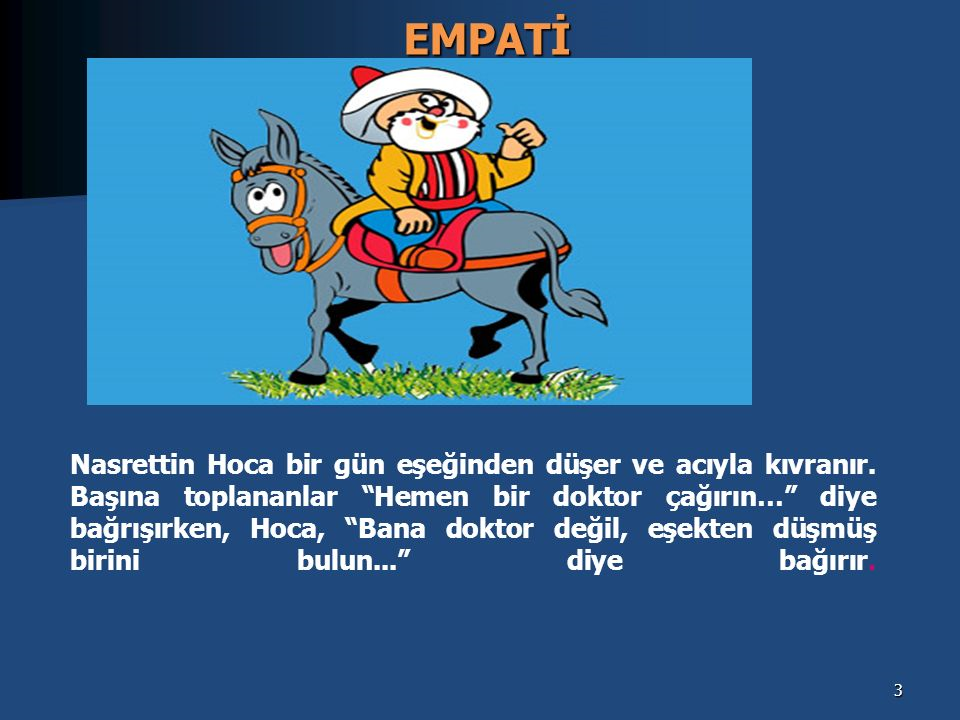 EMPATİ
Nasrettin Hoca bir gün eşeğinden düşer ve acıyla kıvranır.
Başına toplananlar “Hemen bir doktor çağırın…” diye
bağrışırken, Hoca, “Bana doktor değil, eşekten düşmüş
birini bulun...” diye bağırır.
3